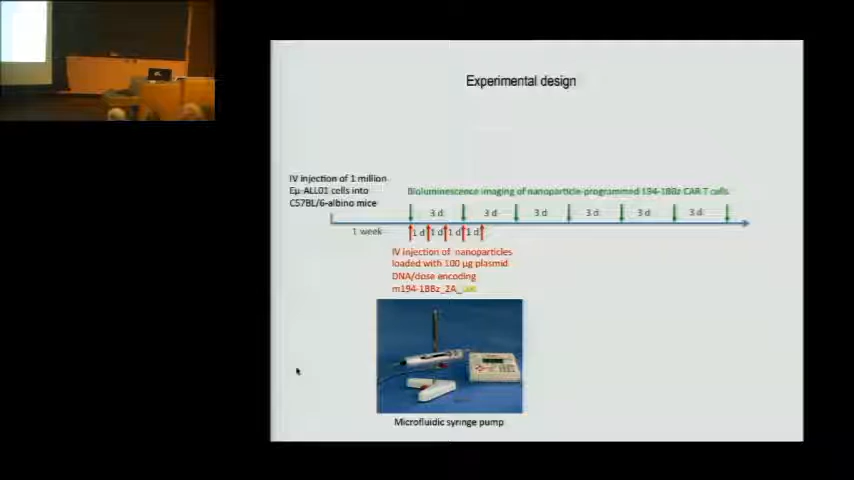 Experimental design
IV injection of 1 million
Eμ-ALL01 cells into
C57BL/6-albino mice
Bioluminescence imaging of nanoparticle-programmed 194-1BBz CAR T cells
3 d
3 d
3 d
3 d
3 d
3 d
1 week
1 d
1 d
1 d
1 d
IV injection of nanoparticles
loaded with 100 μg plasmid
DNA/dose encoding
m194-1BBz_2A_
Microfluidic syringe pump